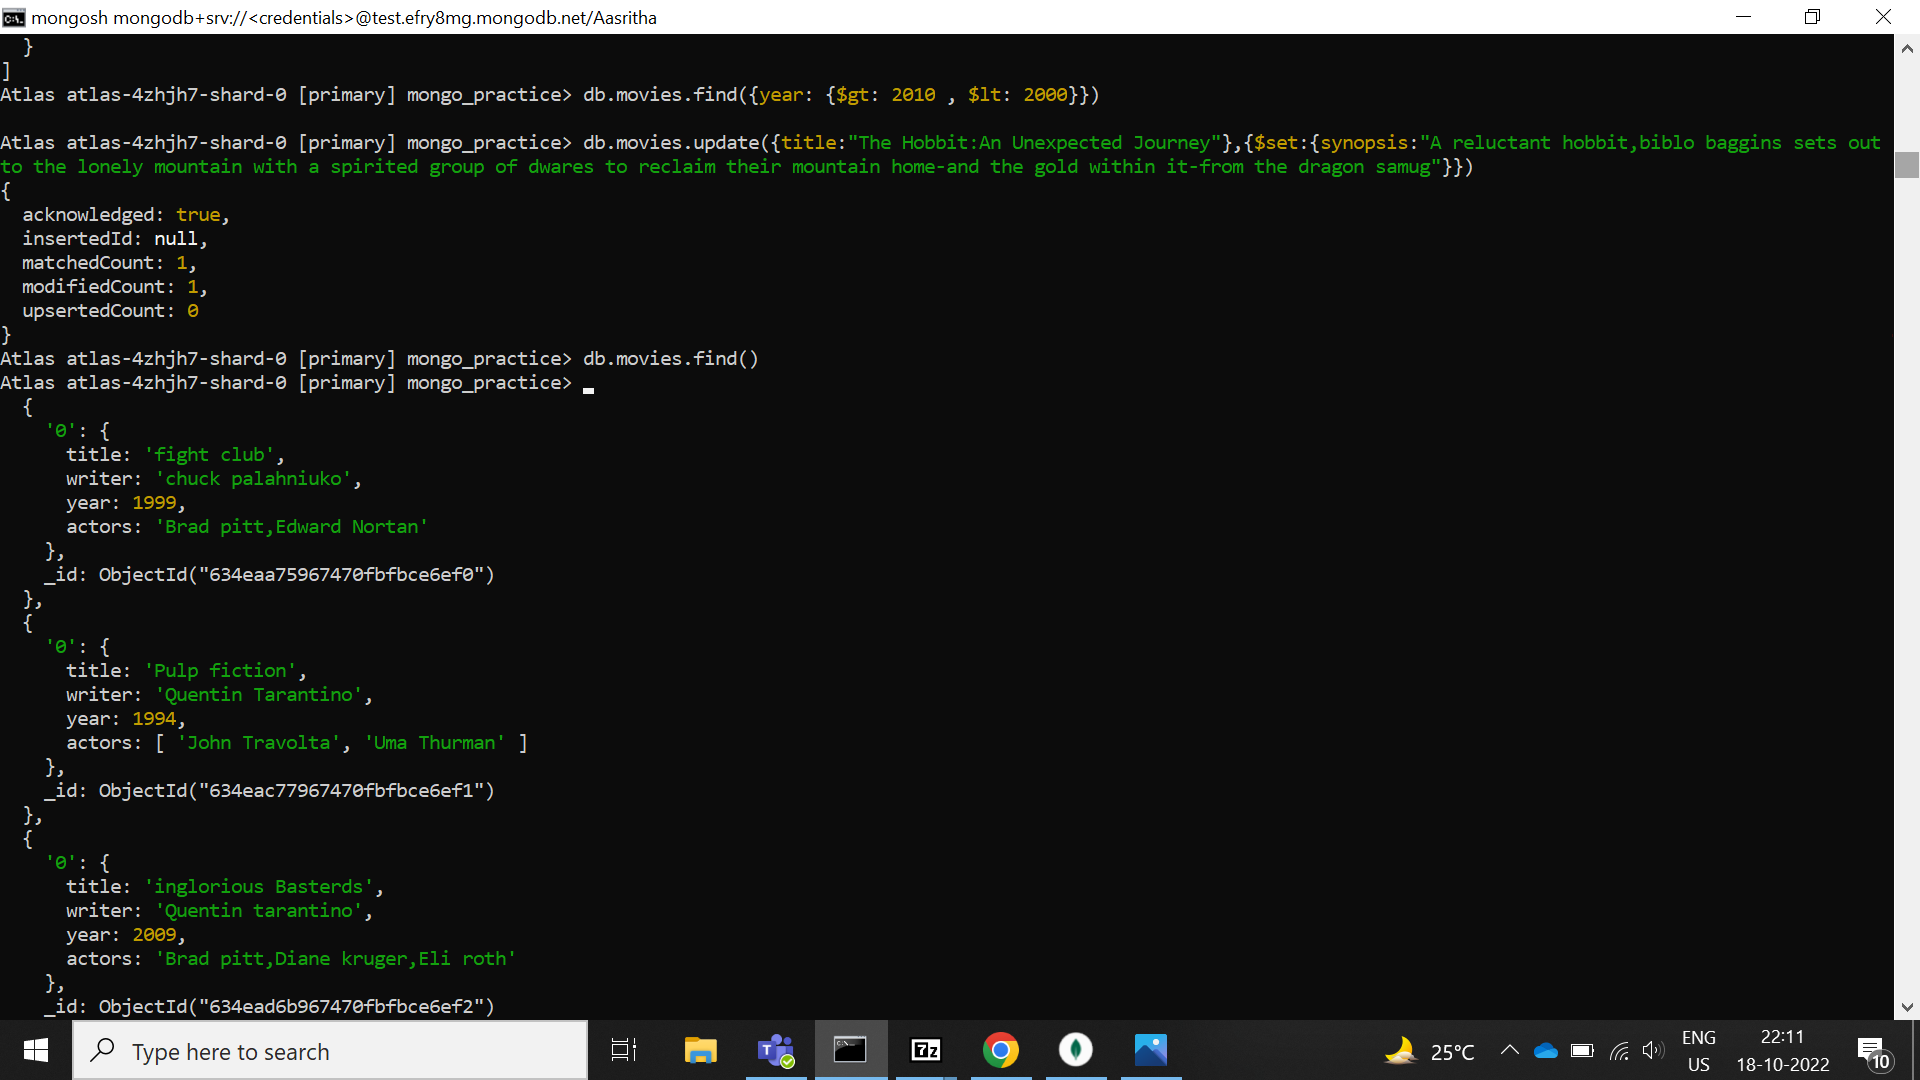 mongosh mongodb+srv://<credentials>@test.efry8mg.mongodb.net/Aasritha
}
]
Atlas atlas-4zhjh7-shard-0 [primary] mongo_practice> db.movies.find({year: {$gt: 2010 , $lt: 2000}})
Atlas atlas-4zhjh7-shard-0 [primary] mongo_practice> db.movies.update({title:"The Hobbit:An Unexpected Journey"},{$set:{synopsis:"A reluctant hobbit,biblo baggins sets out
to the lonely mountain with a spirited group of dwares to reclaim their mountain home-and the gold within it-from the dragon samug"}})
{
acknowledged: true,
insertedId: null,
matchedCount: 1,
modifiedCount: 1,
upsertedCount: 0
}
Atlas atlas-4zhjh7-shard-0 [primary] mongo_practice> db.movies.find()
Atlas atlas-4zhjh7-shard-0 [primary] mongo_practice>
{
'0': {
title: 'fight club',
writer: 'chuck palahniuko',
year: 1999,
actors: 'Brad pitt,Edward Nortan'
},
_id: ObjectId("634eaa75967470fbfbce6ef0")
},
{
'0': {
title: 'Pulp fiction',
writer: 'Quentin Tarantino',
year: 1994,
actors: [ 'John Travolta', 'Uma Thurman' ]
},
_id: ObjectId("634eac77967470fbfbce6ef1")
},
{
'0': {
title: 'inglorious Basterds',
writer: 'Quentin tarantino',
year: 2009,
actors: 'Brad pitt,Diane kruger,Eli roth'
},
_id: ObjectId("634ead6b967470fbfbce6ef2")
Type here to search
7z
25°C
ENG
US
22:11
18-10-2022
10